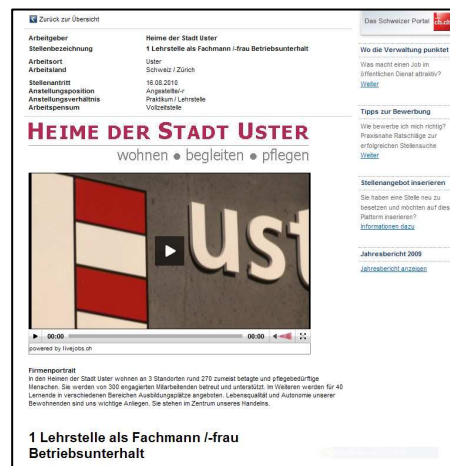 Zurück zur Übersicht
Arbeitgeber Heime der Stadt Uster
Stellenbezeichnung 1 Lehrstelle als Fachmann /-frau Betriebsunterhalt
Arbeitsort Uster
Arbeitsland Schweiz / Zürich
Stellenantritt 16.08.2010
Anstellungsposition Angestellte/-r
Anstellungsverhältnis Praktikum / Lehrstelle
Arbeitspensum Vollzeitstelle
HEIME DER STADT USTER
wohnen ● begleiten ● pflegen
ust
00:00 00:00
powered by livejobs.ch
Firmenportrait
In den Heimen der Stadt Uster wohnen an 3 Standorten rund 270 zumeist betagte und pflegebedürftige
Menschen. Sie werden von 300 engagierten Mitarbeitenden betreut und unterstützt. Im Weiteren werden für 40
Lernende in verschiedenen Bereichen Ausbildungsplätze angeboten. Lebensqualität und Autonomie unserer
Bewohnenden sind uns wichtige Anliegen. Sie stehen im Zentrum unseres Handelns.
1 Lehrstelle als Fachmann /-frau
Betriebsunterhalt
Das Schweizer Portal ch.ch
Wo die Verwaltung punktet
Was macht einen Job im
öffentlichen Dienst attraktiv?
Weiter
Tipps zur Bewerbung
Wie bewerbe ich mich richtig?
Praxisnahe Ratschläge zur
erfolgreichen Stellensuche
Weiter
Stellenangebot inserieren
Sie haben eine Stelle neu zu
besetzen und möchten auf dies
Platform inserieren?
Informationen dazu
Jahresbericht 2009
Jahresbericht anzeigen